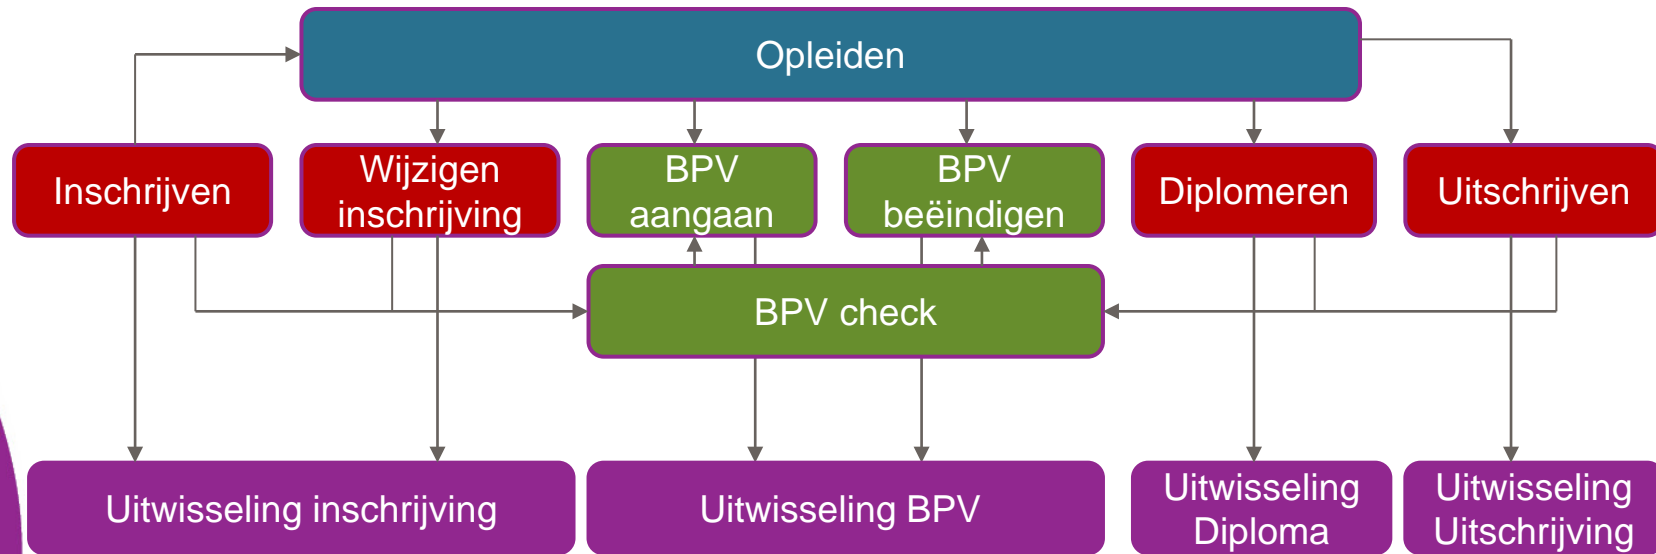 Opleiden
Inschrijven
Wijzigen
inschrijving
BPV
aangaan
BPV
beëindigen
Diplomeren
Uitschrijven
BPV check
Uitwisseling inschrijving
Uitwisseling BPV
Uitwisseling
Diploma
Uitwisseling
Uitschrijving